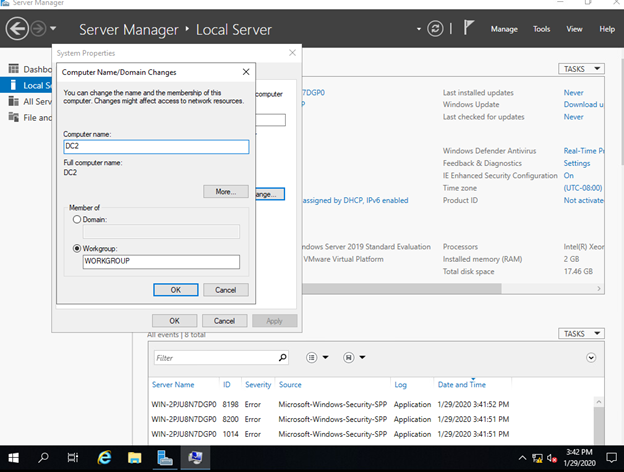 Server Manager
Server Manager • Local Server
Manage Tools View Help
Dashbo
Local Se
All Serv
File and
System Properties
Computer Name/Domain Changes
You can change the name and the membership of this
computer. Changes might affect access to network resources.
Computer name:
DC2
Full computer name:
DC2
More...
Member of
Domain:
Workgroup:
WORKGROUP
OK Cancel
computer
ange...
OK Cancel Apply
TASKS
7DGP0
Last installed updates Never
Windows Update Download u
Last checked for updates Never
Windows Defender Antivirus Real-Time P
Feedback & Diagnostics Settings
IE Enhanced Security Configuration On
Time zone (UTC-08:00)
assigned by DHCP, IPv6 enabled Product ID Not activate
ndows Server 2019 Standard Evaluation Processors Intel(R) Xeor
VMware Virtual Platform Installed memory (RAM) 2 GB
Total disk space 17.46 GB
All events | 8 total TASKS
Filter
Server Name ID Severity Source Log Date and Time
WIN-2PJU8N7DGP0 8198 Error Microsoft-Windows-Security-SPP Application 1/29/2020 3:41:52 PM
WIN-2PJU8N7DGP0 8200 Error Microsoft-Windows-Security-SPP Application 1/29/2020 3:41:51 PM
WIN-2PJU8N7DGP0 1014 Error Microsoft-Windows-Security-SPP Application 1/29/2020 3:41:51 PM
3:42 PM
1/29/2020